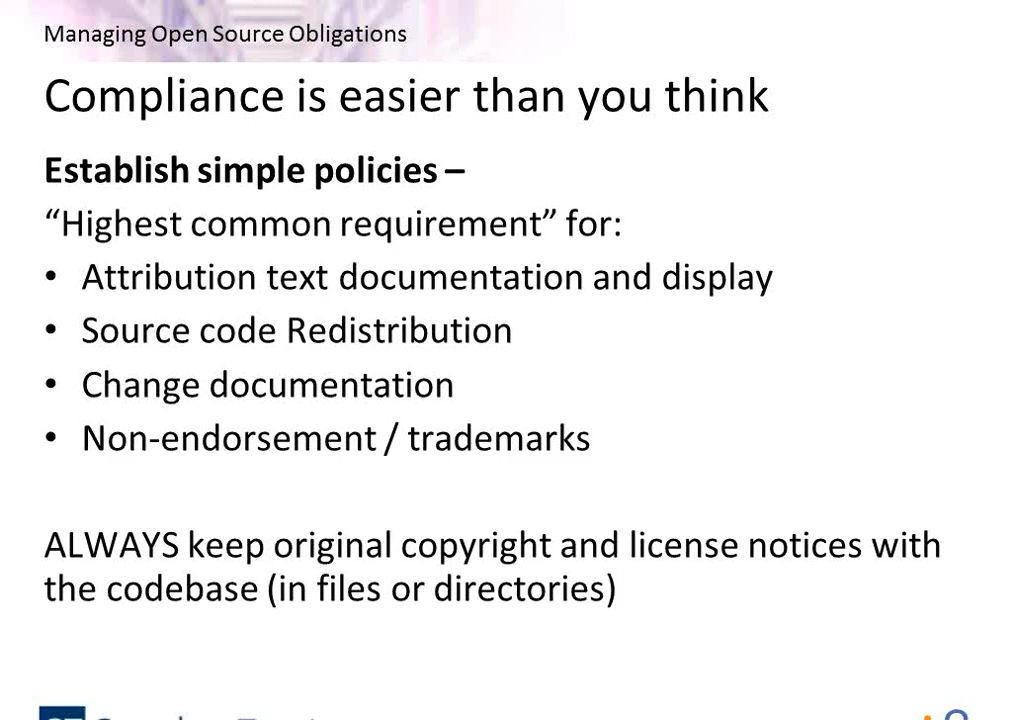 Managing Open Source Obligations
Compliance is easier than you think
Establish simple policies –
“Highest common requirement” for:
• Attribution text documentation and display
• Source code Redistribution
• Change documentation
• Non-endorsement / trademarks
ALWAYS keep original copyright and license notices with
the codebase (in files or directories)